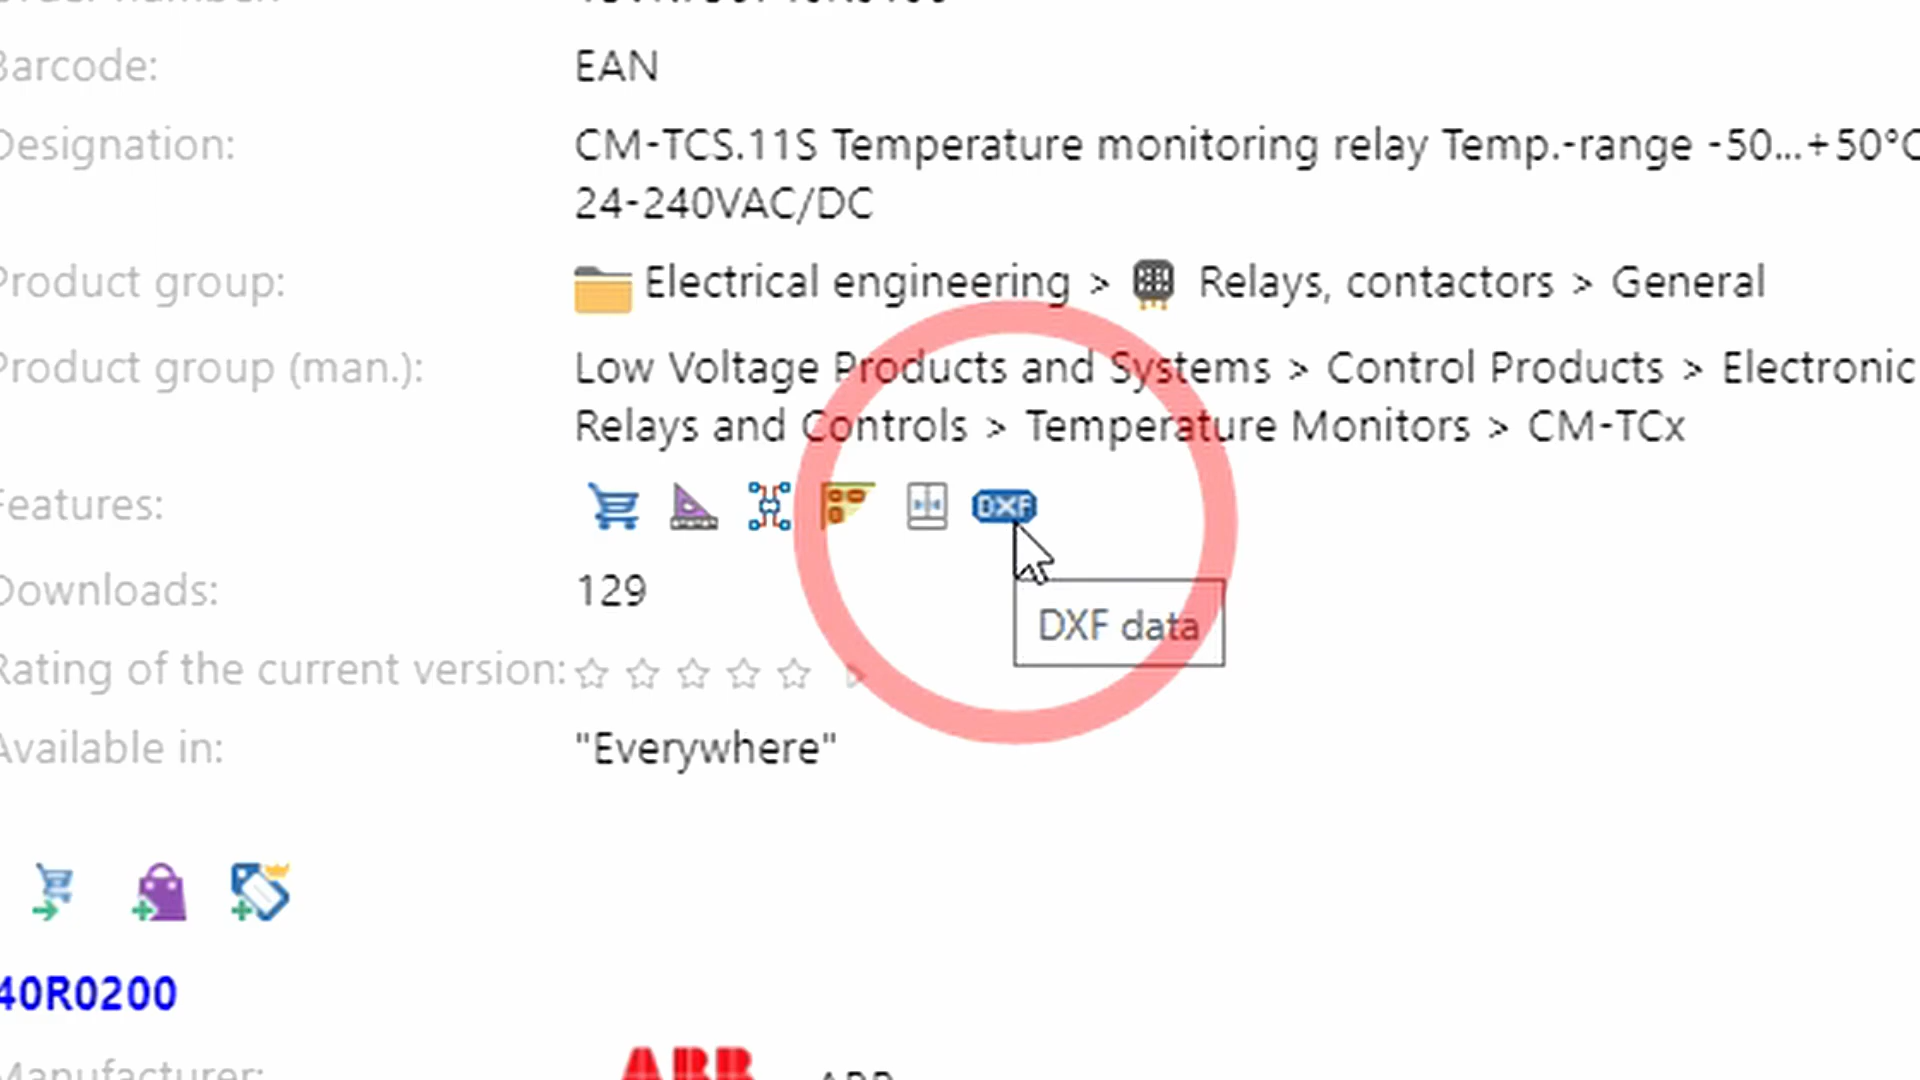 Barcode: EAN
Designation: CM-TCS.11S Temperature monitoring relay Temp.-range -50...+50°C
24-240VAC/DC
Product group: Electrical engineering > Relays, contactors > General
Product group (man.): Low Voltage Products and Systems > Control Products > Electronic
Relays and Controls > Temperature Monitors > CM-TCx
Features: DXF
Downloads: 129
DXF data
Rating of the current version:
Available in: "Everywhere"
40R0200
Manufacturer: ABB ABB